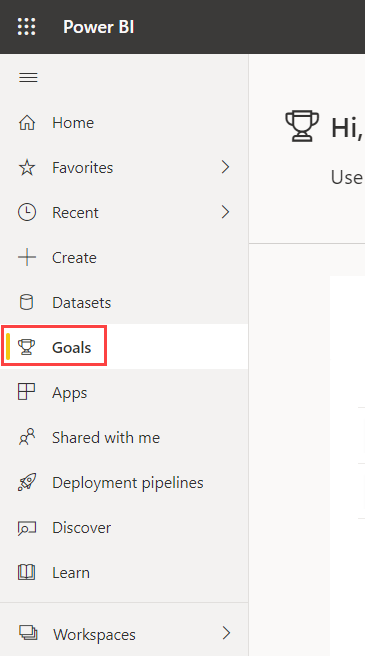 Power BI
Home
Hi,
Favorites
Use
Recent
Create
Datasets
Goals
Apps
Shared with me
Deployment pipelines
Discover
Learn
Workspaces